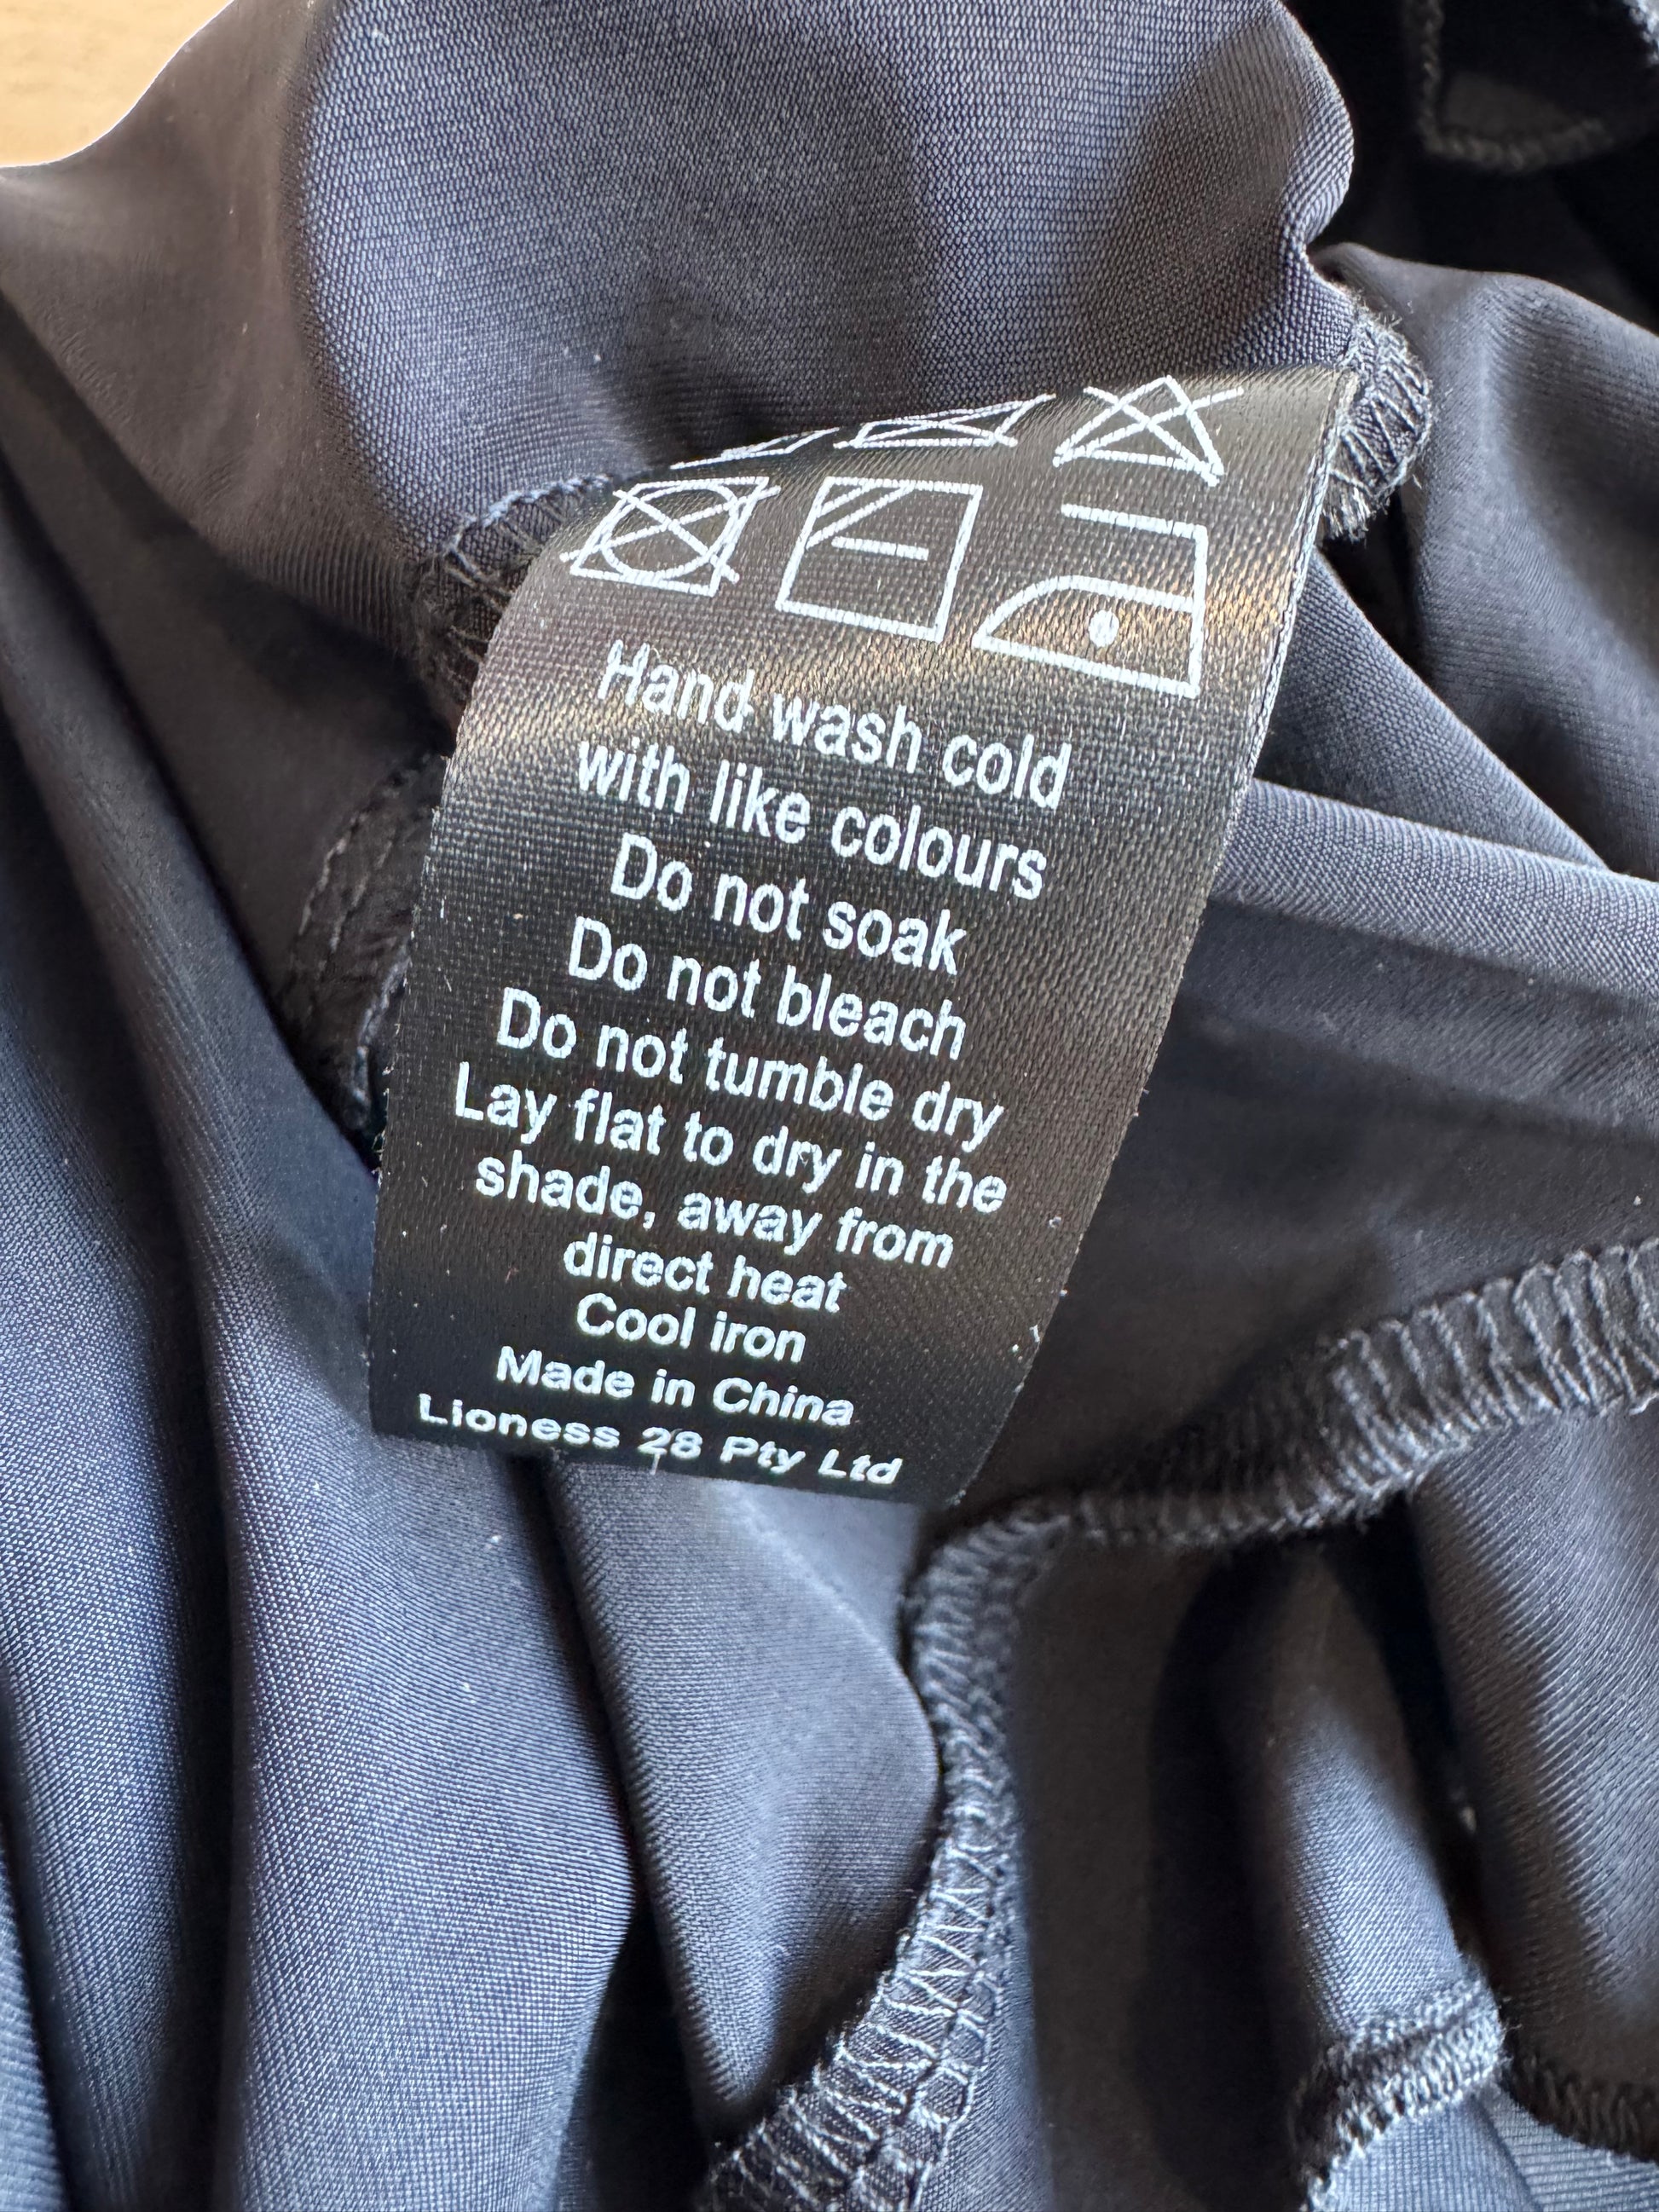 Hand wash cold
with like colours
Do not soak
Do not bleach
Do not tumble dry
Lay flat to dry in the
shade, away from
direct heat
Cool iron
Made in China
Lioness 28 Pty Ltd